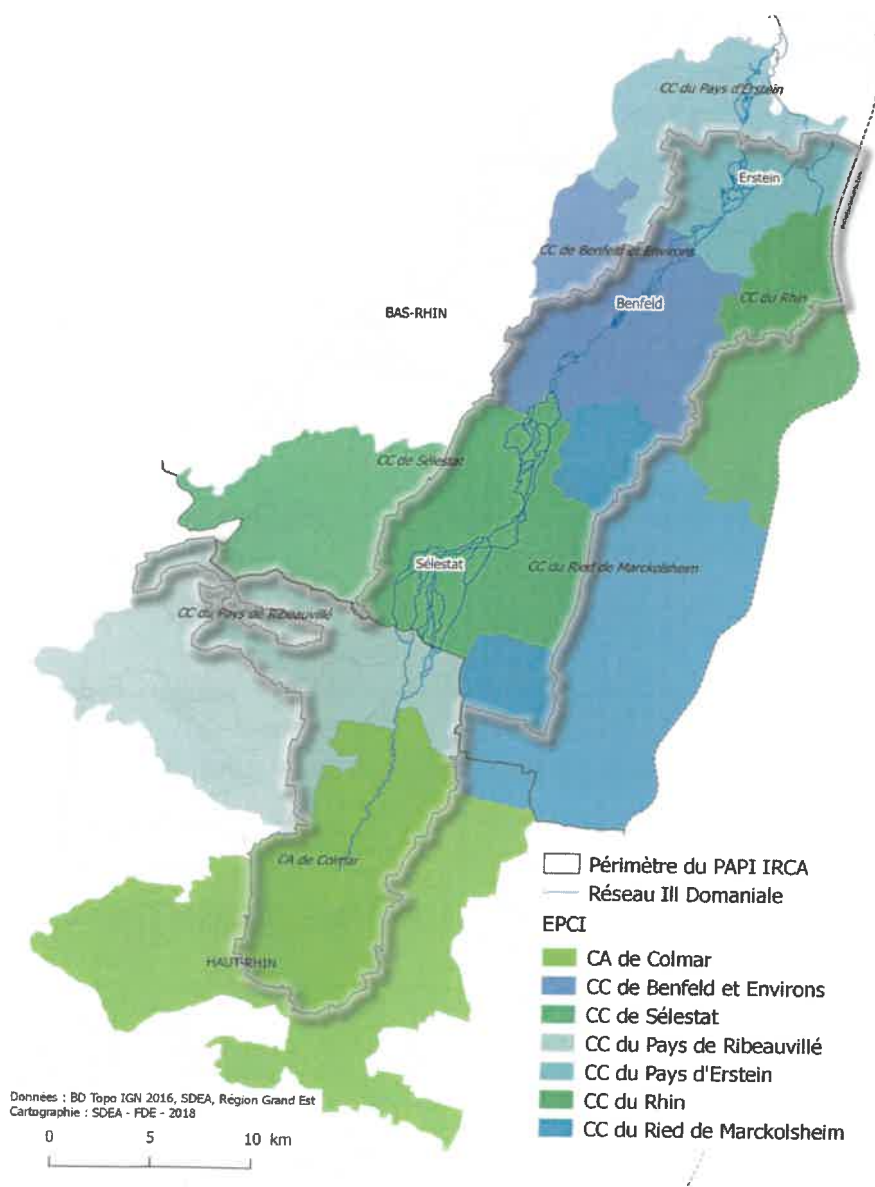 CC du Pays d'Erstein
Erstein
CC de Benfeld et Environs
Benfeld
CC du Rhin
BAS-RHIN
CC de Sélestat
Sélestat
CC du Ried de Marckolsheim
CC du Pays de Ribeauvillé
CA de Colmar
HAUT-RHIN
Périmètre du PAPI IRCA
Réseau Ill Domaniale
EPCI
CA de Colmar
CC de Benfeld et Environs
CC de Sélestat
CC du Pays de Ribeauvillé
CC du Pays d'Erstein
CC du Rhin
CC du Ried de Marckolsheim
Données : BD Topo IGN 2016, SDEA, Région Grand Est
Cartographie : SDEA - FDE - 2018
0 5 10 km